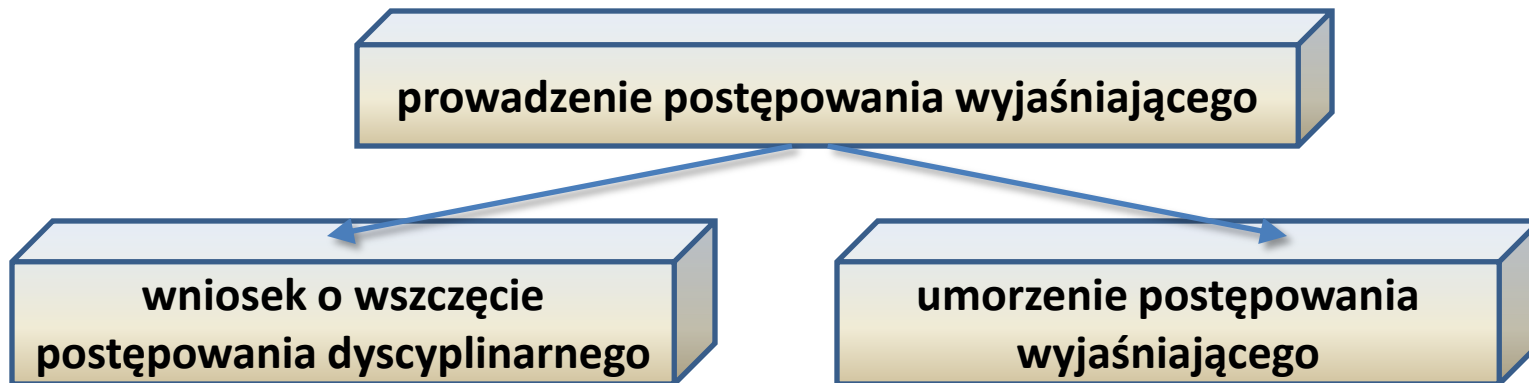 prowadzenie postępowania wyjaśniającego
wniosek o wszczęcie
postępowania dyscyplinarnego
umorzenie postępowania
wyjaśniającego